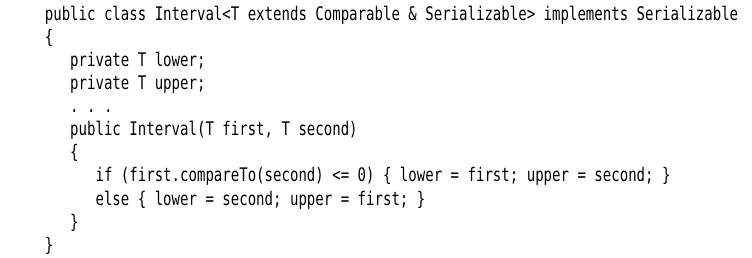 public class Interval<T extends Comparable & Serializable> implements Serializable
{
   private T lower;
   private T upper;
   . . .
   public Interval(T first, T second)
   {
      if (first.compareTo(second) <= 0) { lower = first; upper = second; }
      else { lower = second; upper = first; }
   }
}